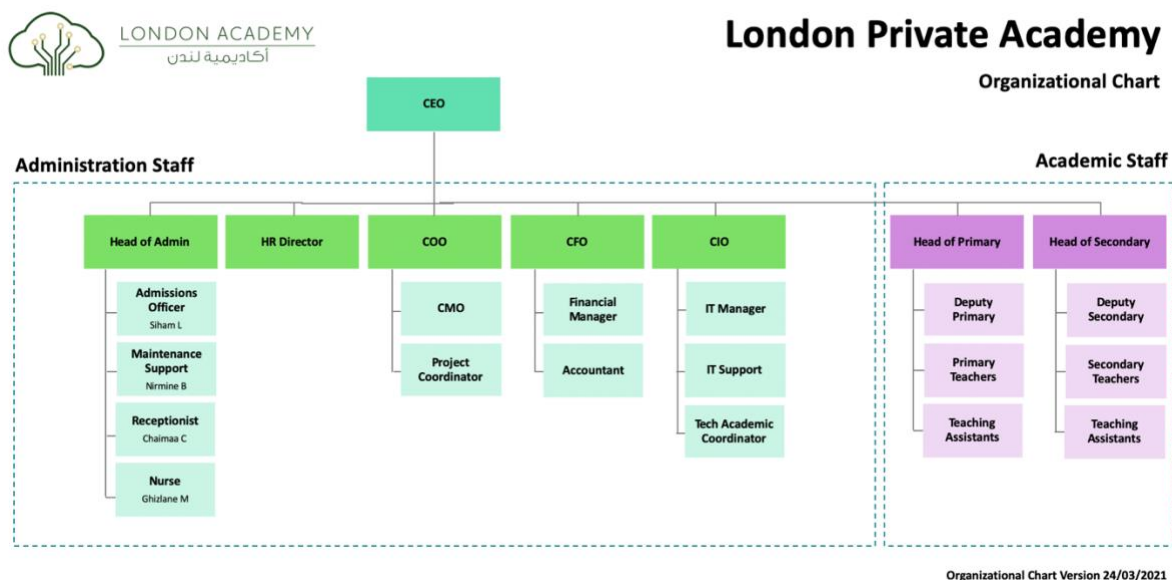 LONDON ACADEMY
أكاديمية لندن
London Private Academy
Organizational Chart
CEO
Administration Staff
Academic Staff
Head of Admin
HR Director
COO
CFO
CIO
Head of Primary
Head of Secondary
Admissions
Officer
Siham L
Maintenance
Support
Nirmine B
Receptionist
Chaimaa C
Nurse
Ghizlane M
CMO
Project
Coordinator
Financial
Manager
Accountant
IT Manager
IT Support
Tech Academic
Coordinator
Deputy
Primary
Primary
Teachers
Teaching
Assistants
Deputy
Secondary
Secondary
Teachers
Teaching
Assistants
Organizational Chart Version 24/03/2021